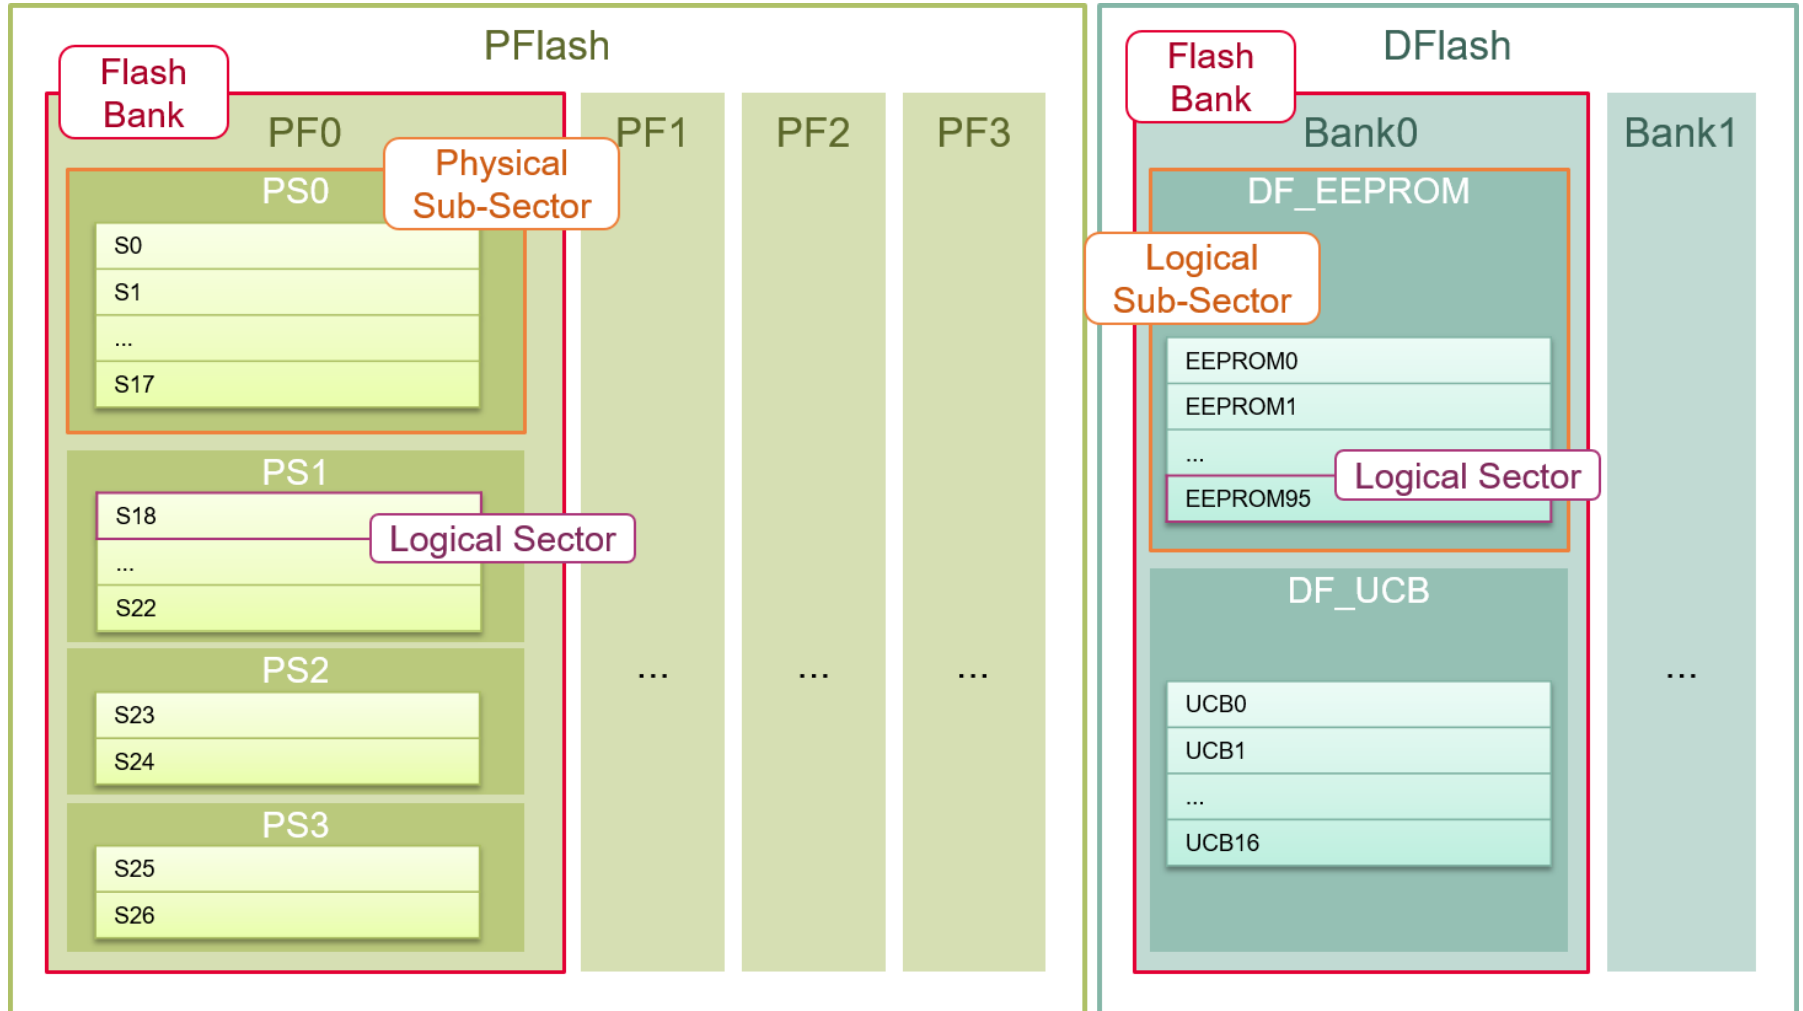 PFlash
Flash
Bank
PF0
PF1
PF2
PF3
Physical
Sub-Sector
PS0
S0
S1
...
S17
PS1
S18
Logical Sector
...
S22
PS2
S23
S24
PS3
S25
S26
...
...
...
DFlash
Flash
Bank
Bank0
Bank1
DF_EEPROM
Logical
Sub-Sector
EEPROM0
EEPROM1
...
Logical Sector
EEPROM95
DF_UCB
UCB0
UCB1
...
UCB16
...